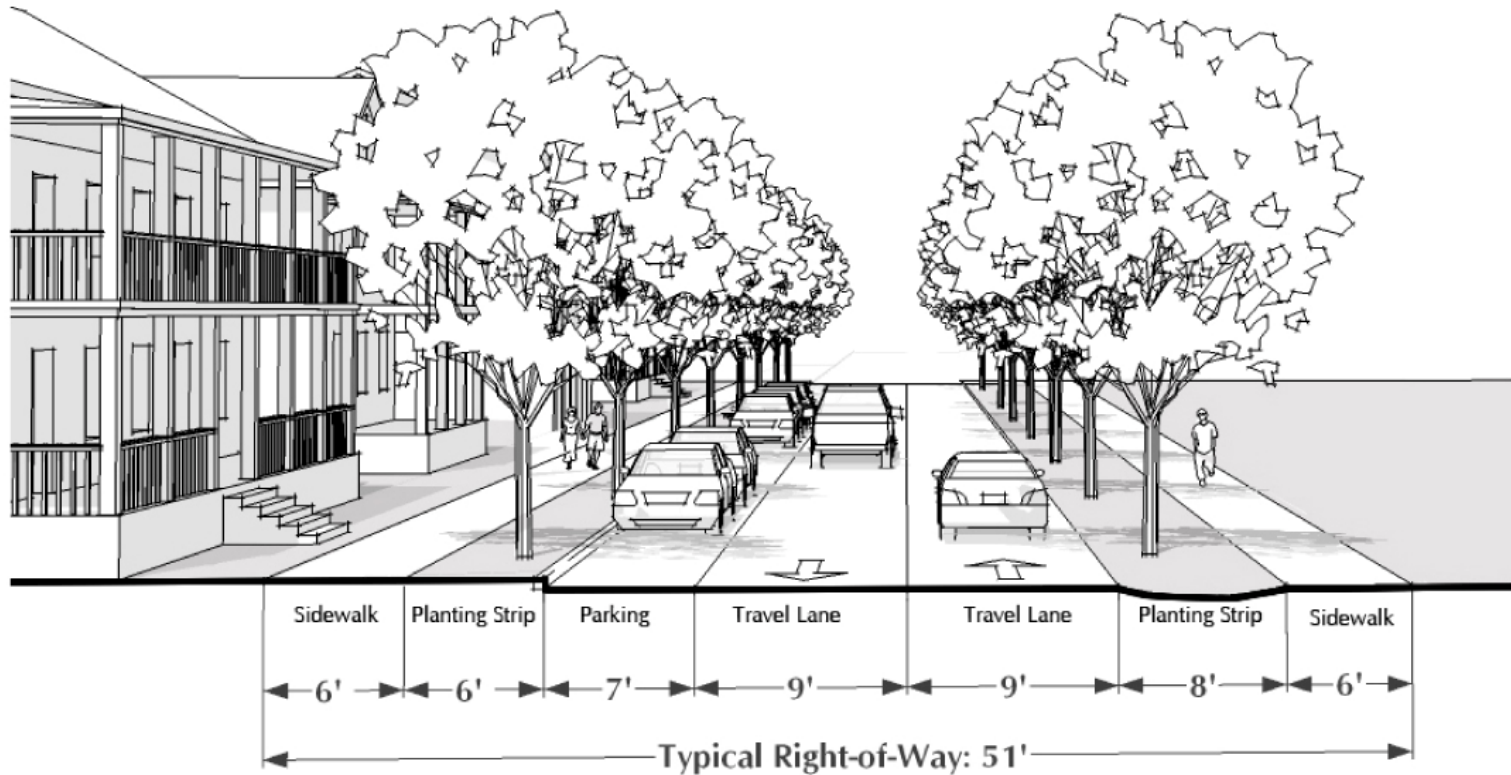 Sidewalk Planting Strip Parking Travel Lane Travel Lane Planting Strip Sidewalk
6' 6' 7' 9' 9' 8' 6'
Typical Right-of-Way: 51'